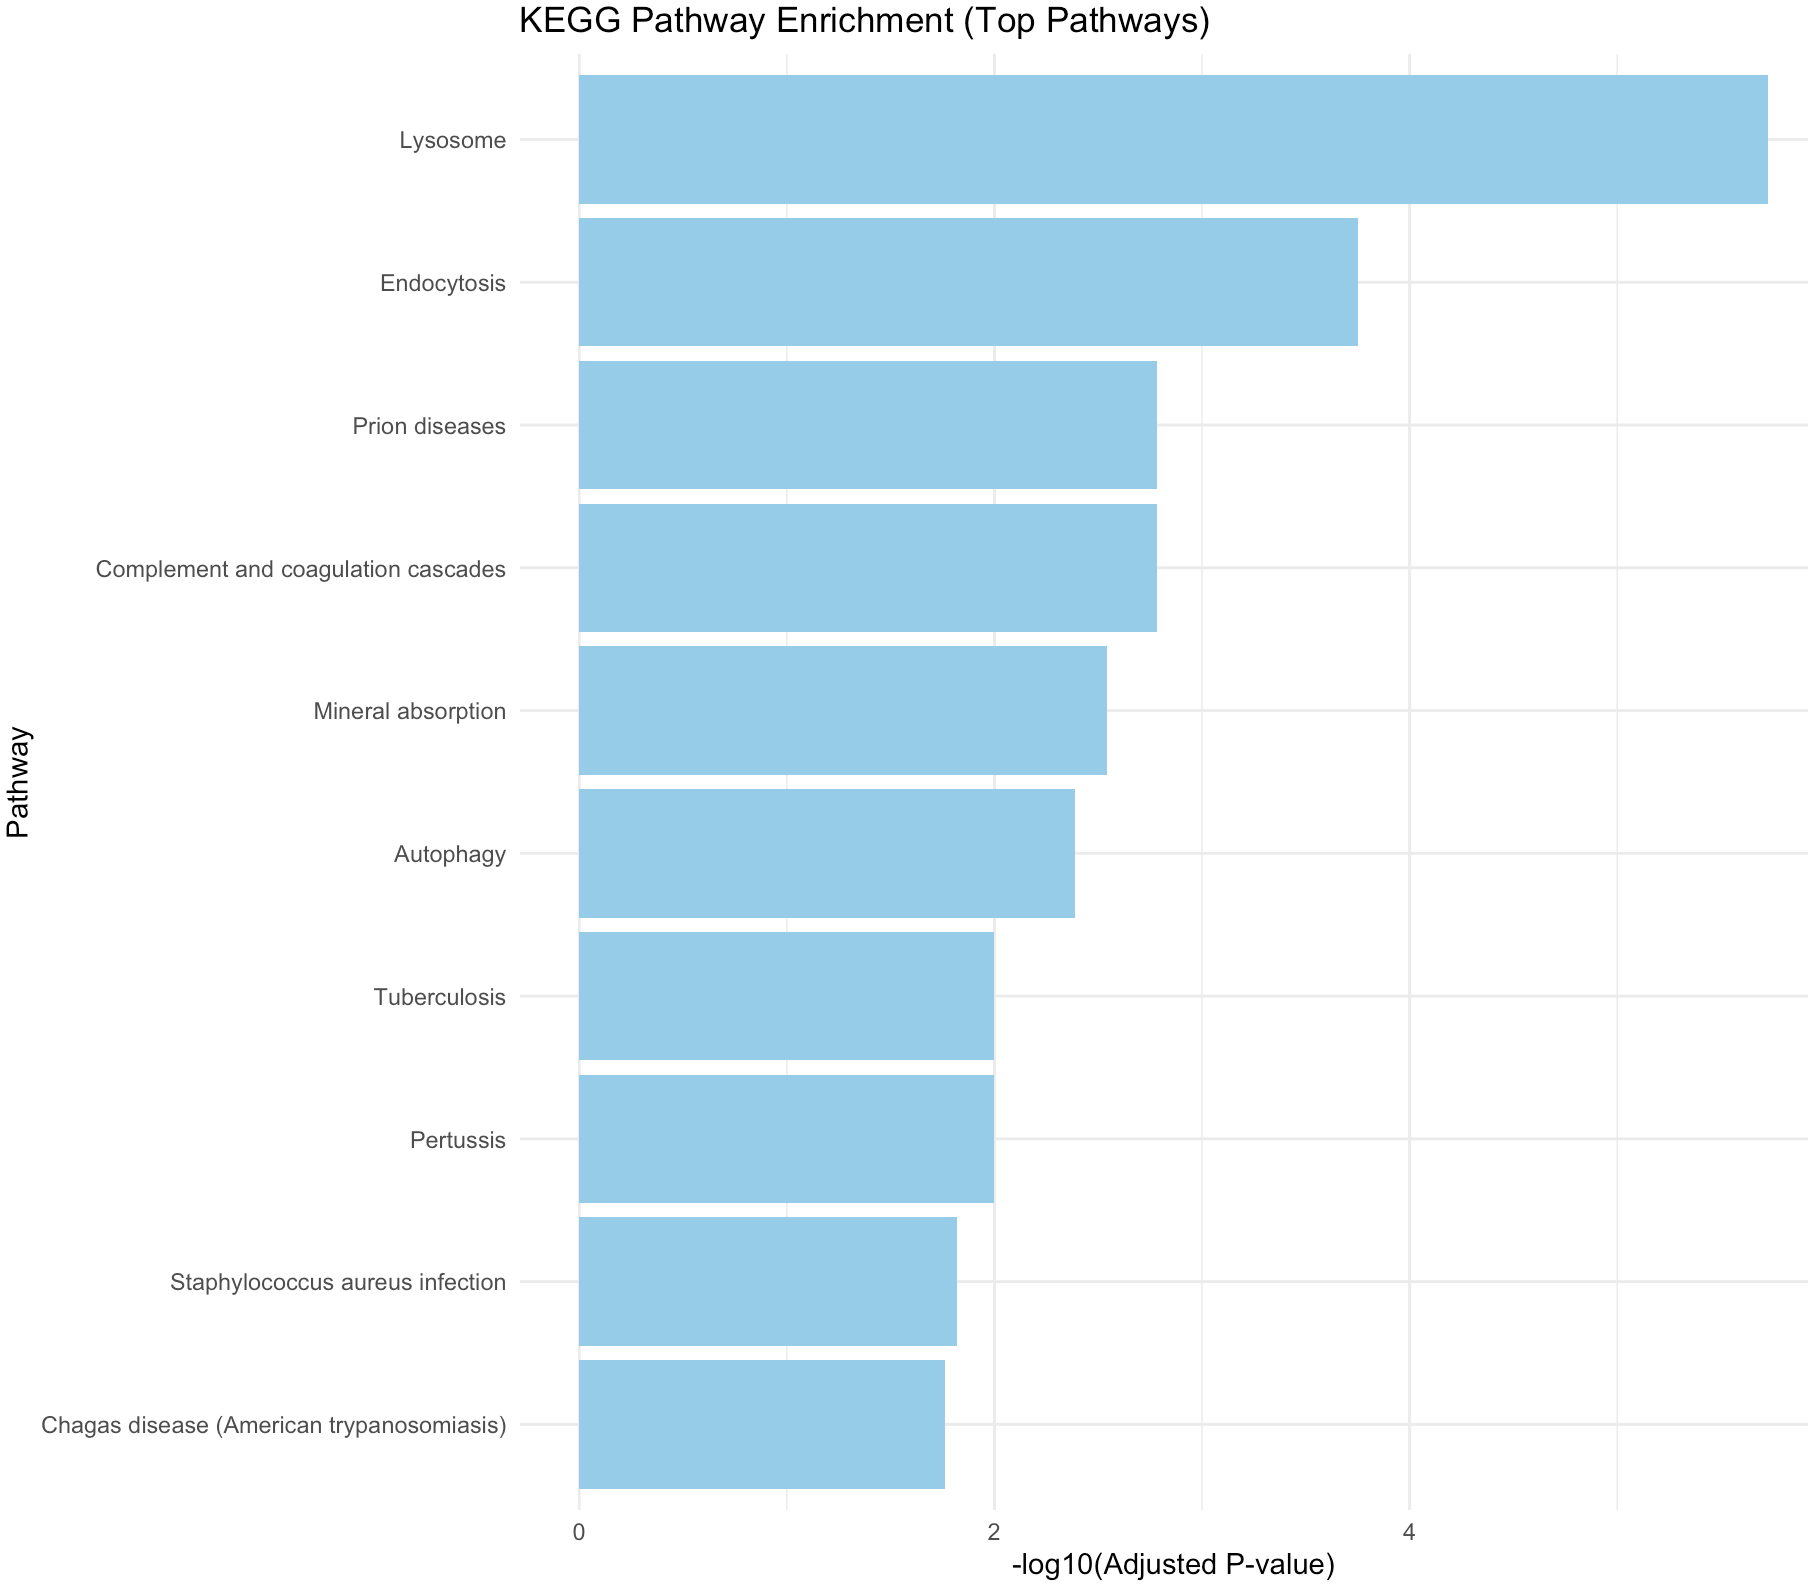 KEGG Pathway Enrichment (Top Pathways)
Lysosome
Endocytosis
Prion diseases
Complement and coagulation cascades
Mineral absorption
Autophagy
Tuberculosis
Pertussis
Staphylococcus aureus infection
Chagas disease (American trypanosomiasis)
Pathway
0 2 4
-log10(Adjusted P-value)